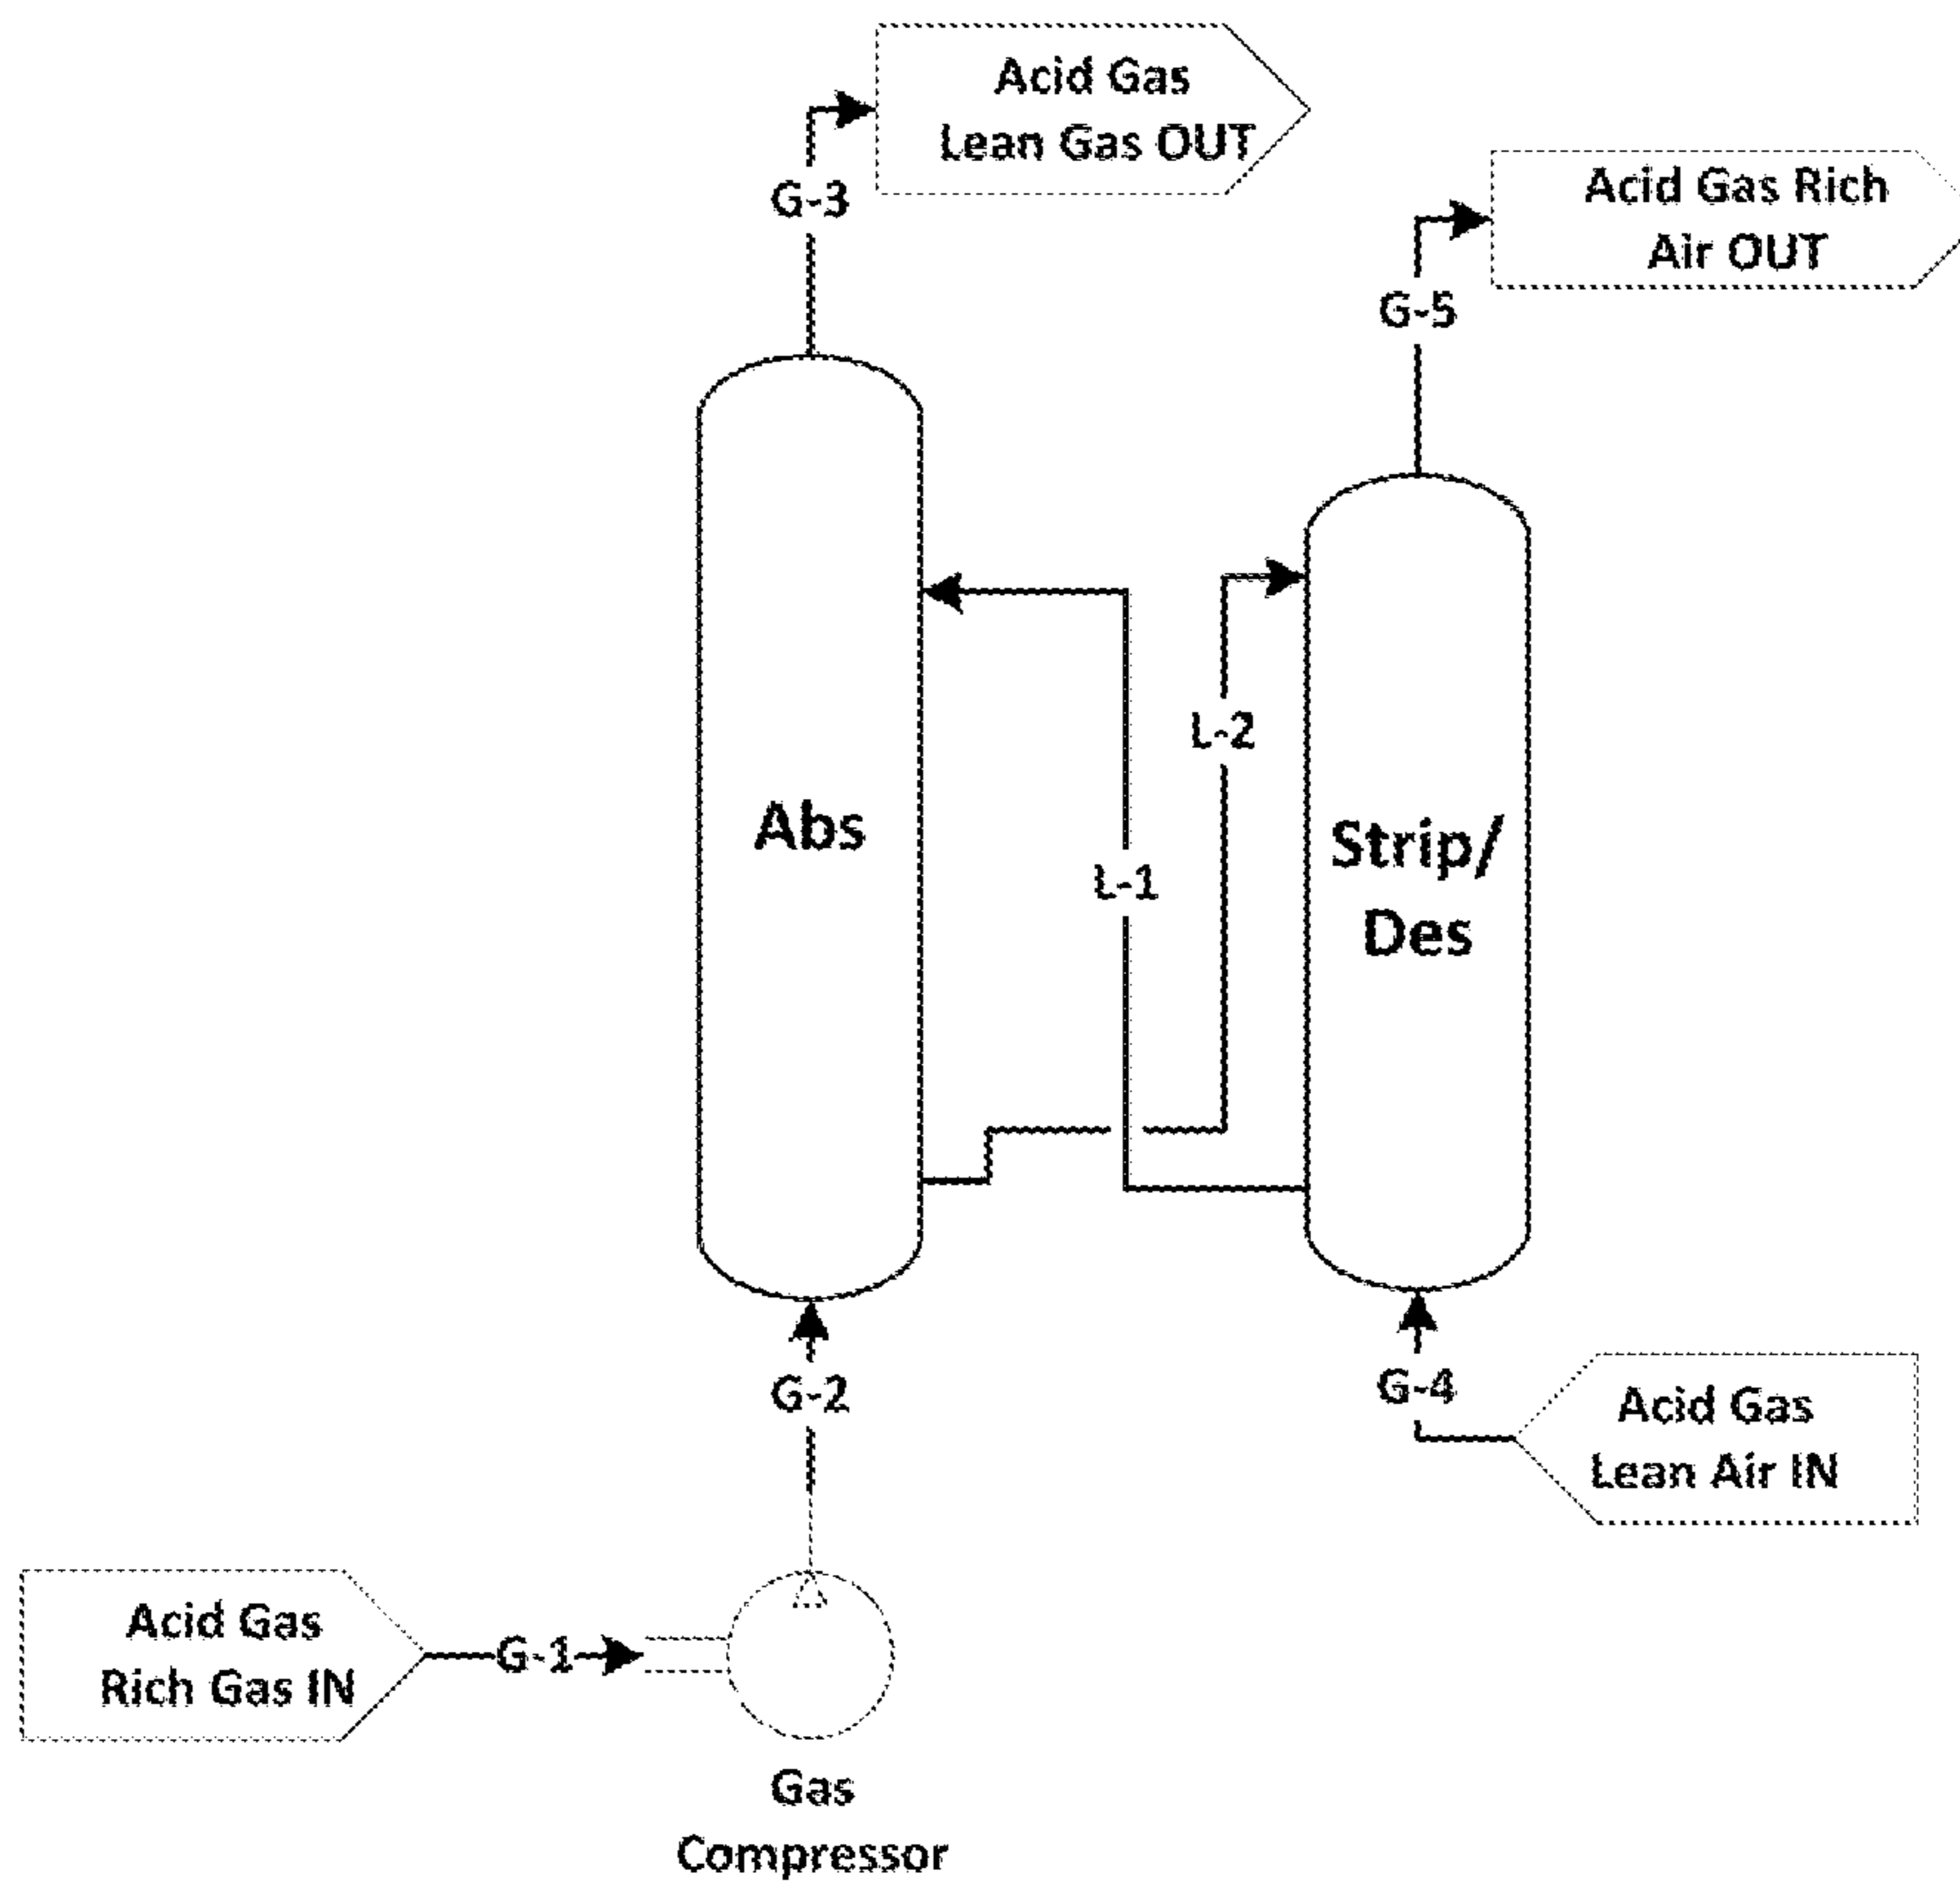 Acid Gas
Lean Gas OUT
G-3
Acid Gas Rich
Air OUT
G-5
L-2
Abs
Strip/
Des
L-1
G-2
G-4
Acid Gas
Lean Air IN
Acid Gas
Rich Gas IN
G-1
Gas
Compressor